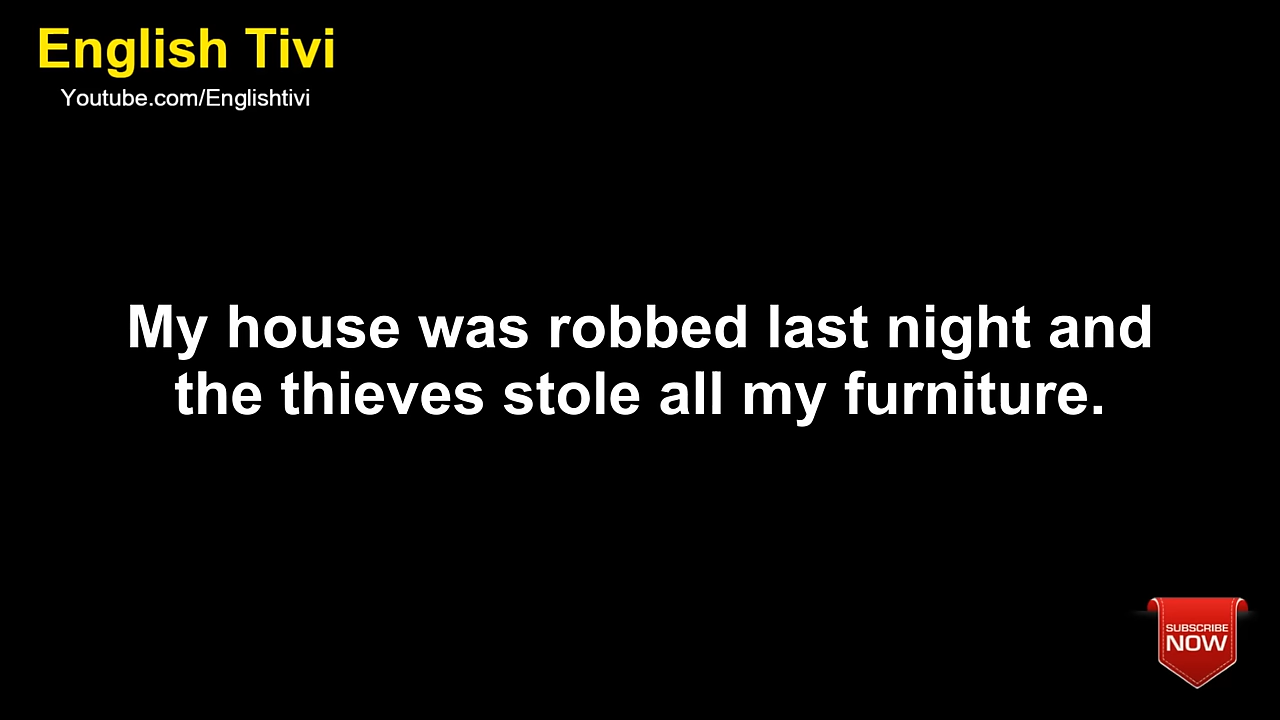 English Tivi
Youtube.com/Englishtivi
My house was robbed last night and
the thieves stole all my furniture.
SUBSCRIBE
NOW